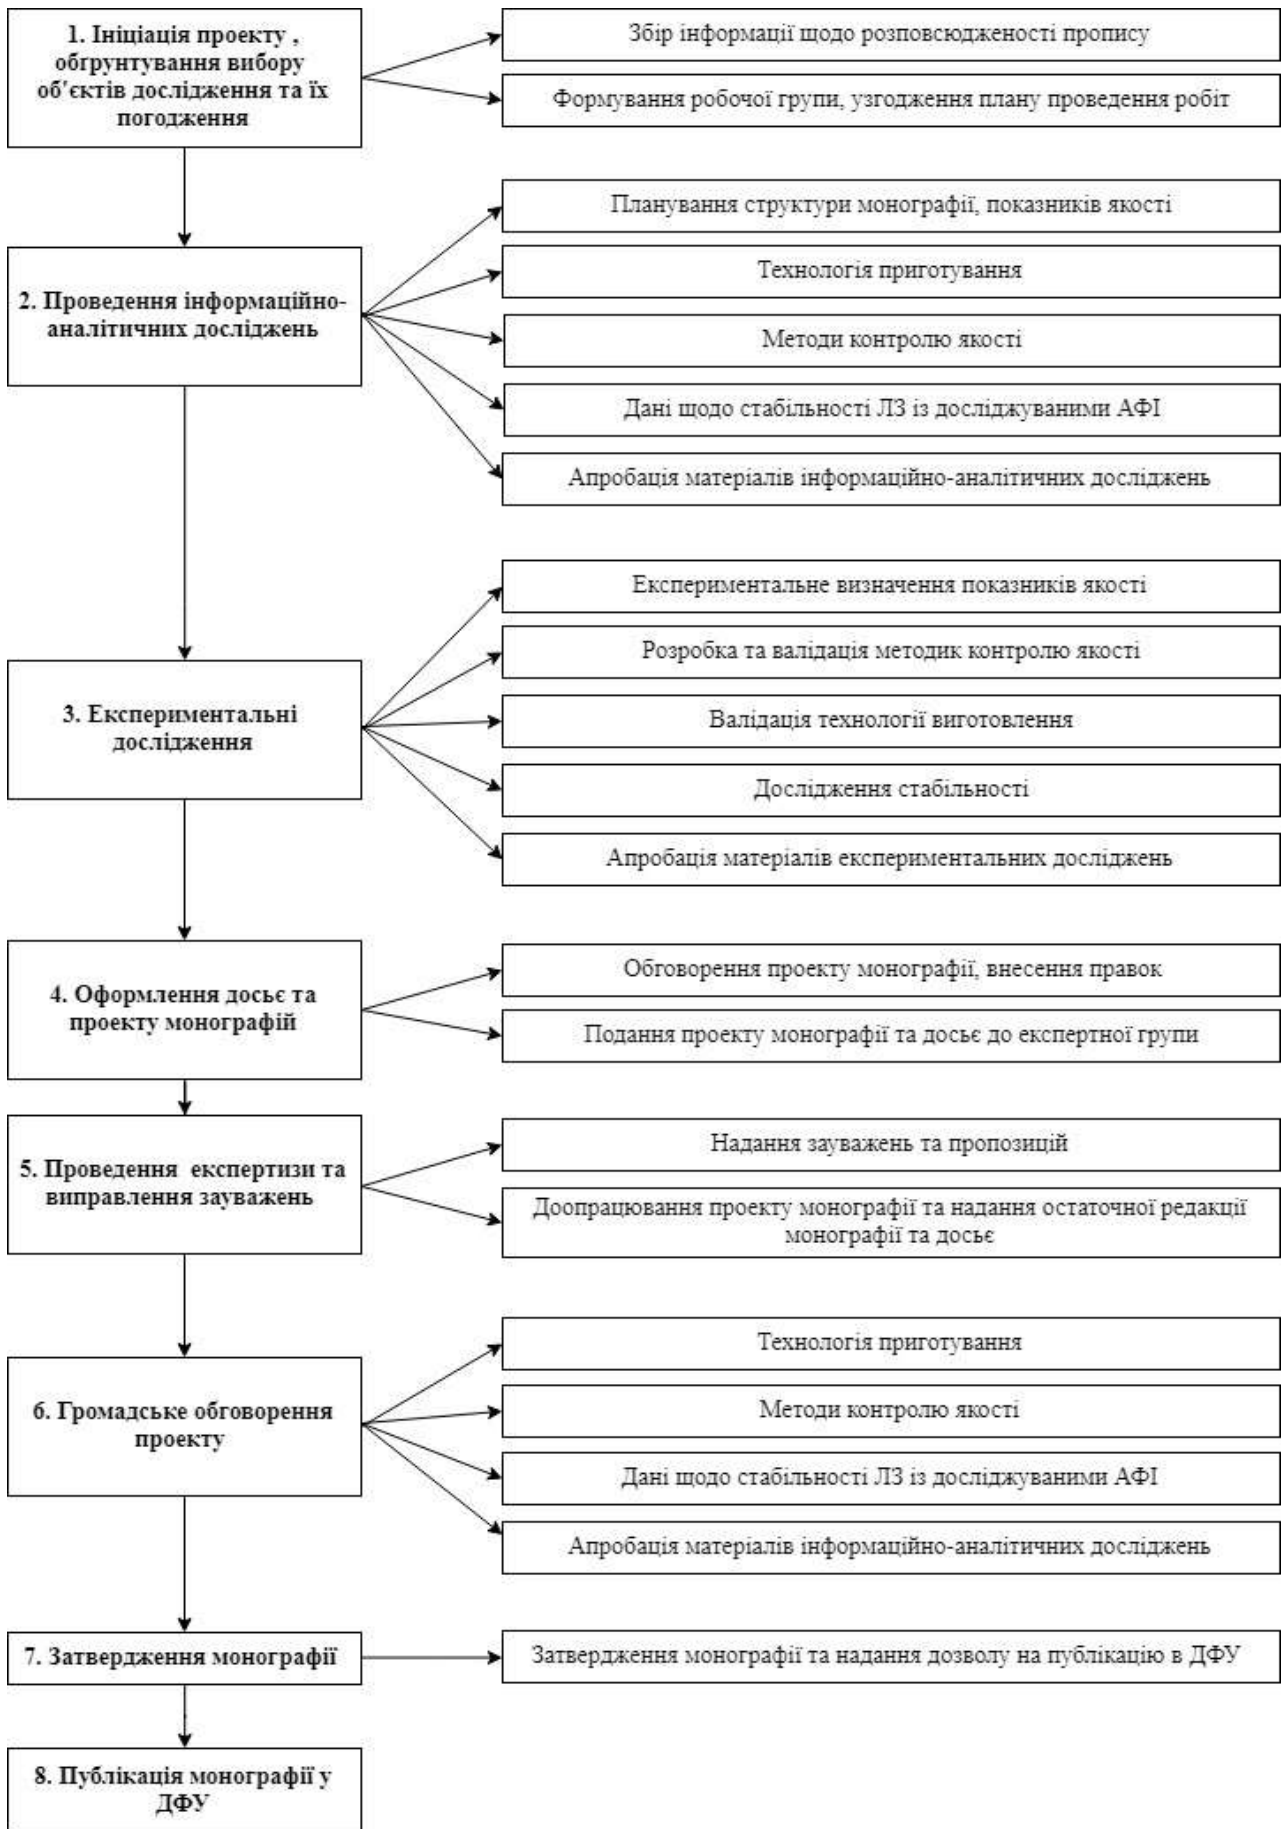 1. Ініціація проекту ,
обґрунтування вибору
об'єктів дослідження та їх
погодження
Збір інформації щодо розповсюдженості пропису
Формування робочої групи, узгодження плану проведення робіт
2. Проведення інформаційно-
аналітичних досліджень
Планування структури монографії, показників якості
Технологія приготування
Методи контролю якості
Дані щодо стабільності ЛЗ із досліджуваними АФІ
Апробація матеріалів інформаційно-аналітичних досліджень
3. Експериментальні
дослідження
Експериментальне визначення показників якості
Розробка та валідація методик контролю якості
Валідація технології виготовлення
Дослідження стабільності
Апробація матеріалів експериментальних досліджень
4. Оформлення досьє та
проекту монографій
Обговорення проекту монографії, внесення правок
Подання проекту монографії та досьє до експертної групи
5. Проведення експертизи та
виправлення зауважень
Надання зауважень та пропозицій
Доопрацювання проекту монографії та надання остаточної редакції
монографії та досьє
6. Громадське обговорення
проекту
Технологія приготування
Методи контролю якості
Дані щодо стабільності ЛЗ із досліджуваними АФІ
Апробація матеріалів інформаційно-аналітичних досліджень
7. Затвердження монографії
Затвердження монографії та надання дозволу на публікацію в ДФУ
8. Публікація монографії у
ДФУ